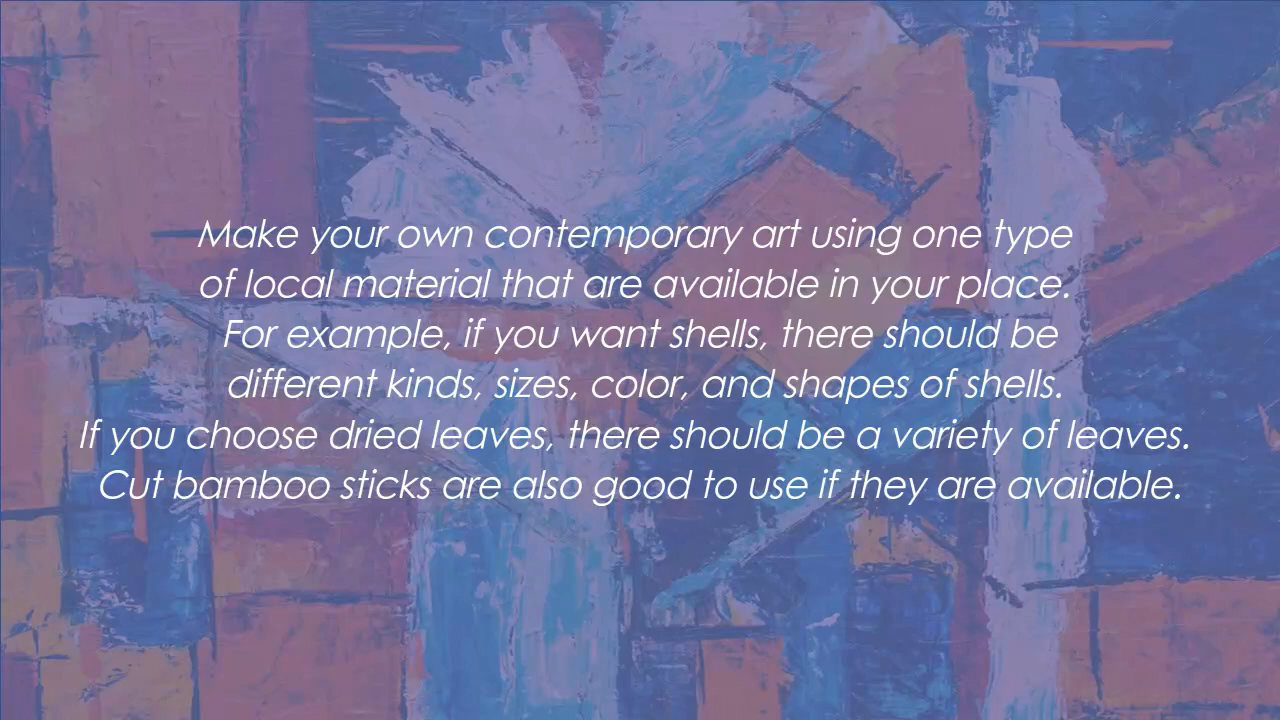 Make your own contemporary art using one type
of local material that are available in your place.
For example, if you want shells, there should be
different kinds, sizes, color, and shapes of shells.
If you choose dried leaves, there should be a variety of leaves.
Cut bamboo sticks are also good to use if they are available.